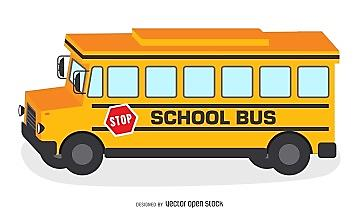 STOP
SCHOOL BUS
DESIGNED BY vector open stock